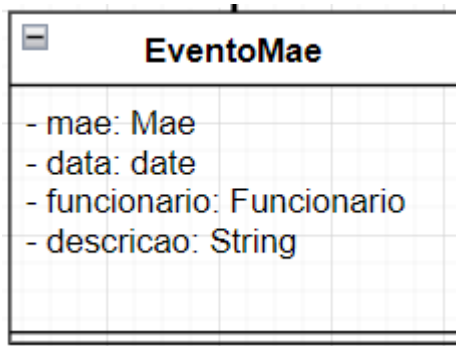 EventoMae
- mae: Mae
- data: date
- funcionario: Funcionario
- descricao: String